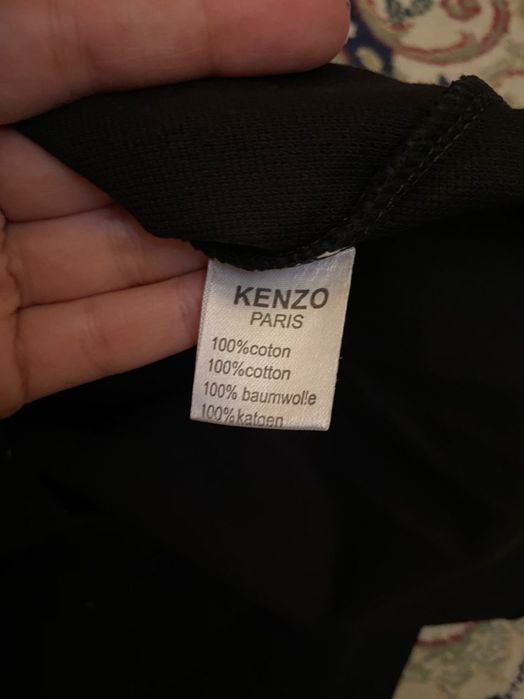 KENZO
PARIS
100%coton
100%cotton
100% baumwolle
100%katoen